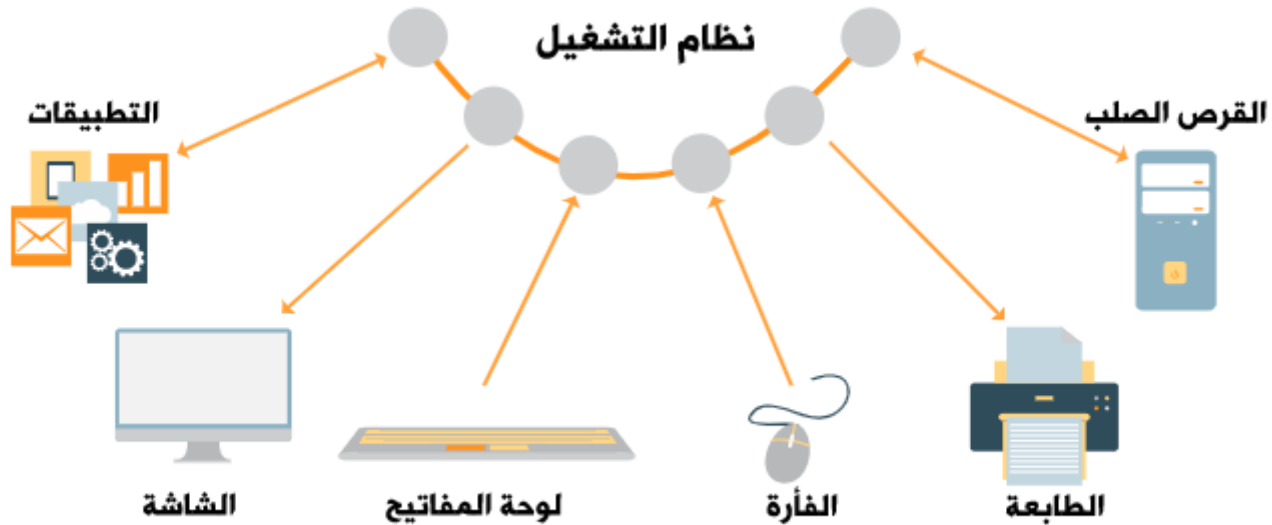 نظام التشغيل
القرص الصلب
التطبيقات
الطابعة
الفأرة
لوحة المفاتيح
الشاشة